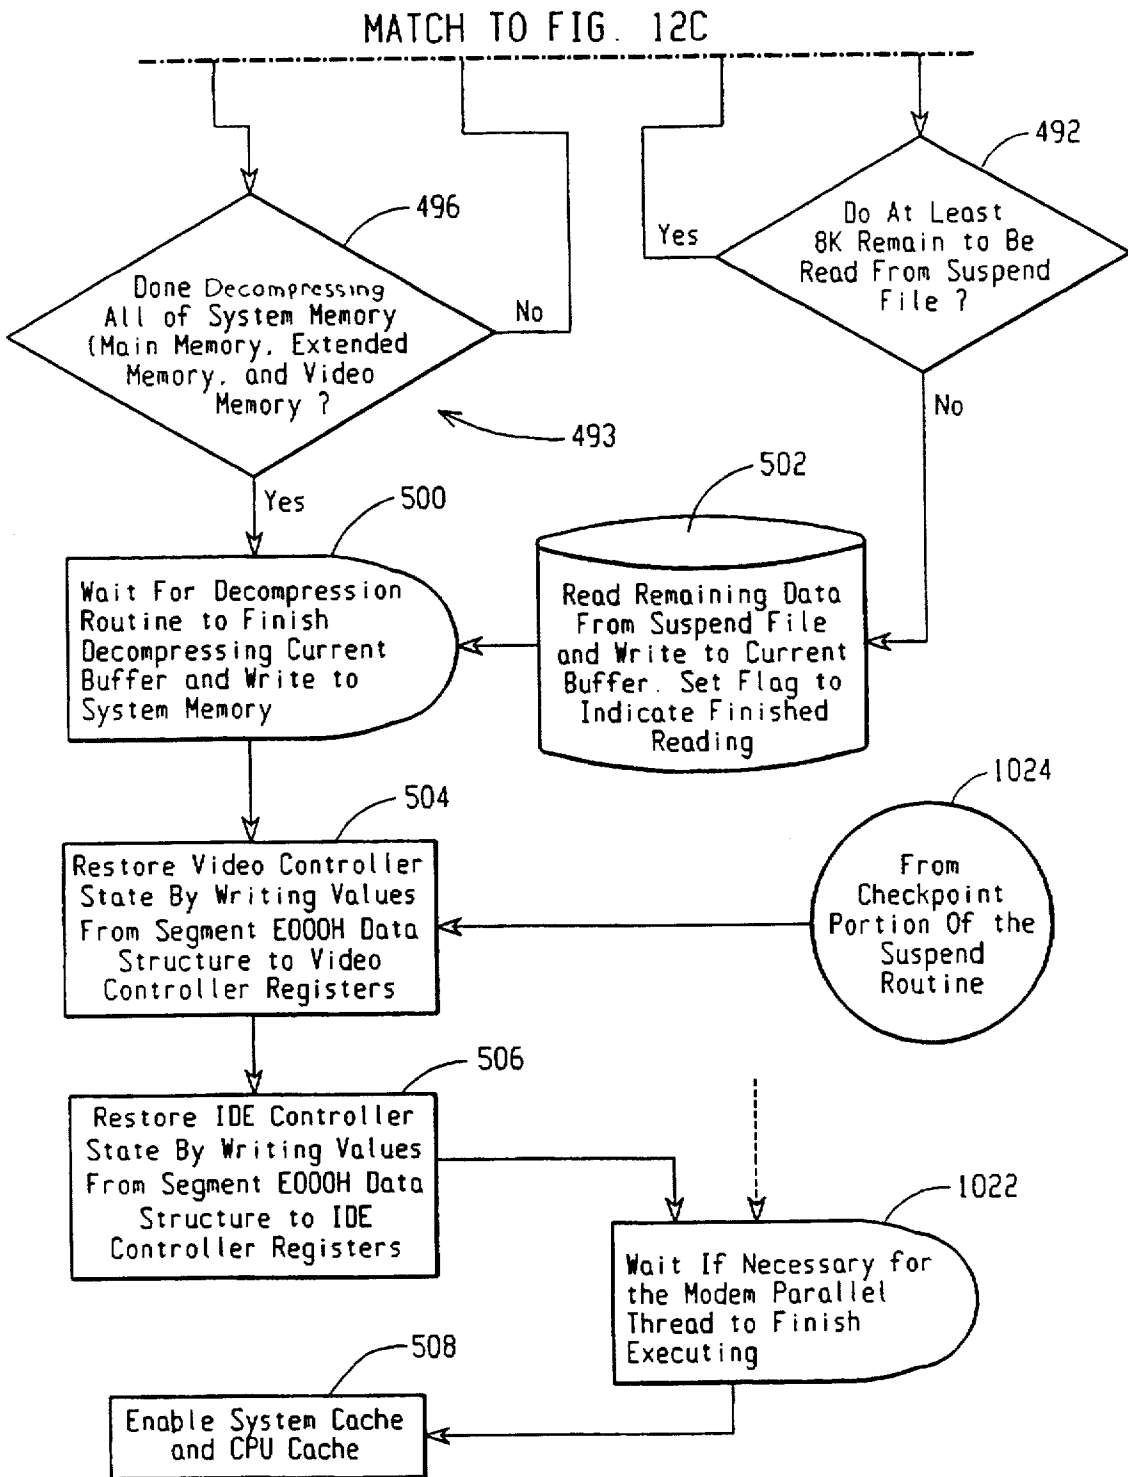 MATCH TO FIG. 12C
492
Do At Least
8K Remain to Be
Read From Suspend
File ?
Yes
No
496
Done Decompressing
All of System Memory
(Main Memory, Extended
Memory, and Video
Memory ?
No
493
Yes
500
Wait For Decompression
Routine to Finish
Decompressing Current
Buffer and Write to
System Memory
502
Read Remaining Data
From Suspend File
and Write to Current
Buffer. Set Flag to
Indicate Finished
Reading
504
Restore Video Controller
State By Writing Values
From Segment E000H Data
Structure to Video
Controller Registers
1024
From
Checkpoint
Portion Of the
Suspend
Routine
506
Restore IDE Controller
State By Writing Values
From Segment E000H Data
Structure to IDE
Controller Registers
1022
Wait If Necessary for
the Modem Parallel
Thread to Finish
Executing
508
Enable System Cache
and CPU Cache